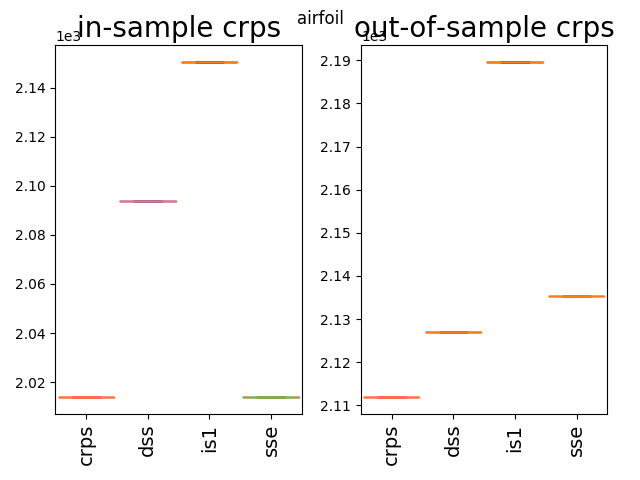 airfoil
in-sample crps
1e3
2.14
2.12
2.10
2.08
2.06
2.04
2.02
crps
dss
is1
sse
out-of-sample crps
1e3
2.19
2.18
2.17
2.16
2.15
2.14
2.13
2.12
2.11
crps
dss
is1
sse